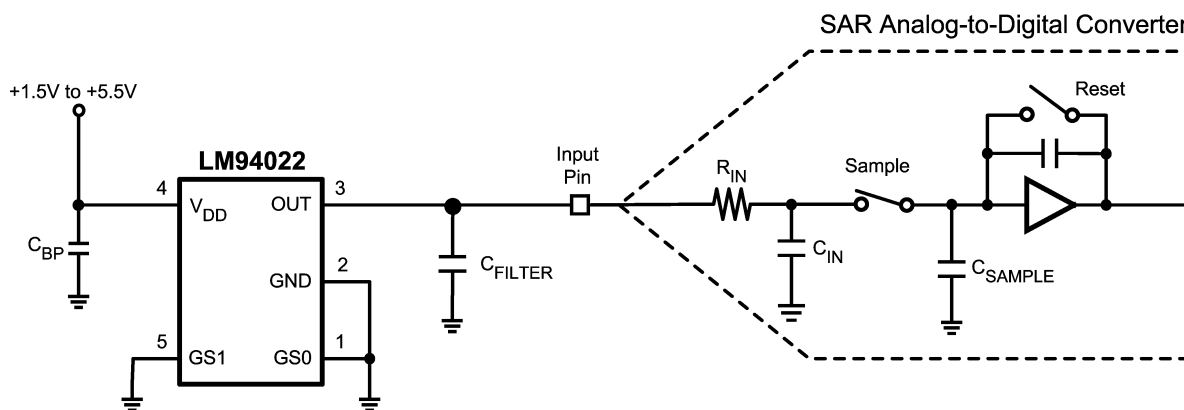 SAR Analog-to-Digital Converter
+1.5V to +5.5V
LM94022
4
VDD
OUT
3
CBP
GND
2
5
GS1
GS0
1
CFILTER
Input
Pin
RIN
CIN
Sample
CSAMPLE
Reset